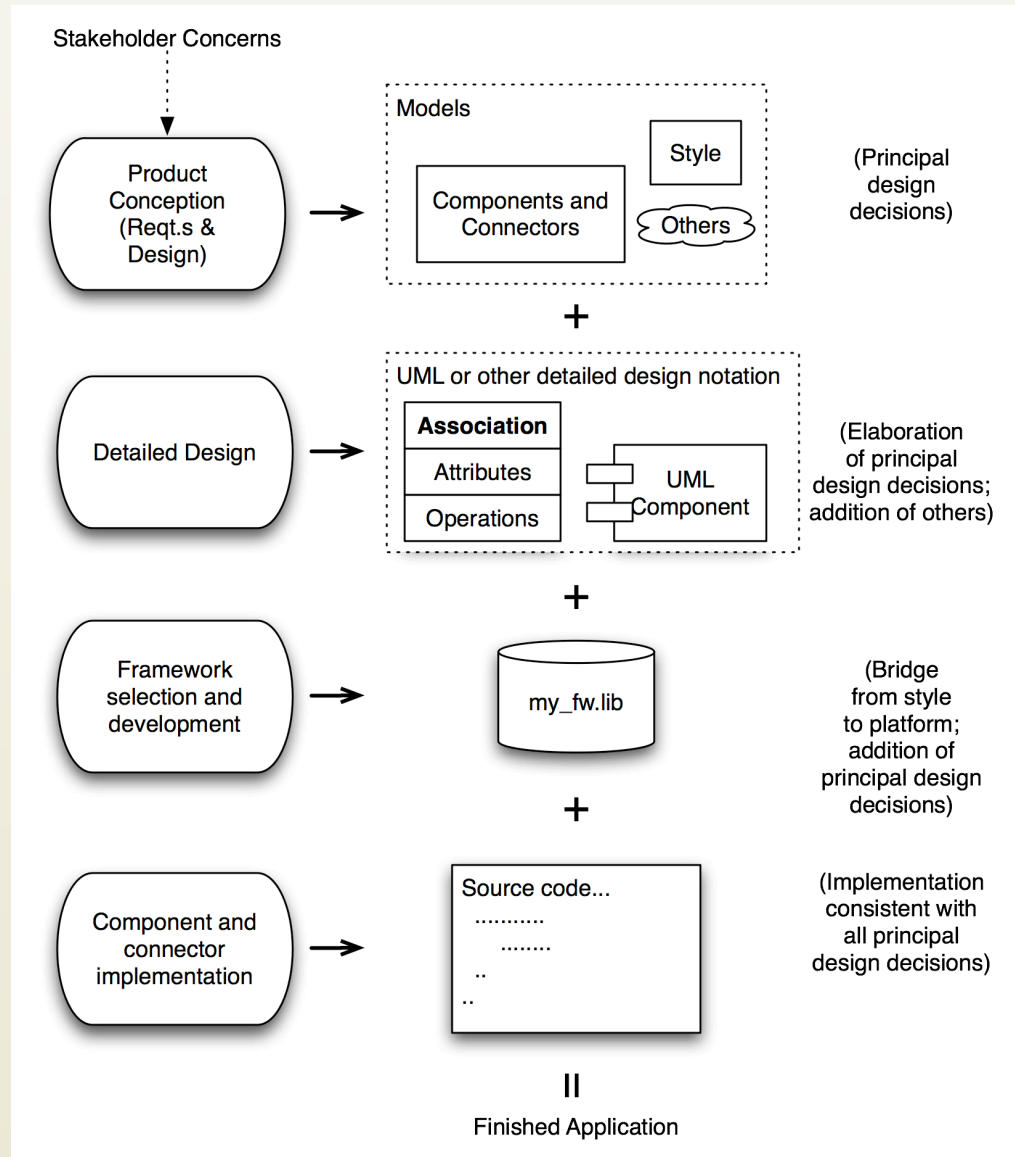 Stakeholder Concerns
Product
Conception
(Reqt.s &
Design)
Models
Components and
Connectors
Style
Others
(Principal
design
decisions)
+
Detailed Design
UML or other detailed design notation
Association
Attributes
Operations
UML
Component
(Elaboration
of principal
design decisions;
addition of others)
+
Framework
selection and
development
my_fw.lib
(Bridge
from style
to platform;
addition of
principal design
decisions)
+
Component and
connector
implementation
Source code...
...........
........
..
..
(Implementation
consistent with
all principal
design decisions)
=
Finished Application